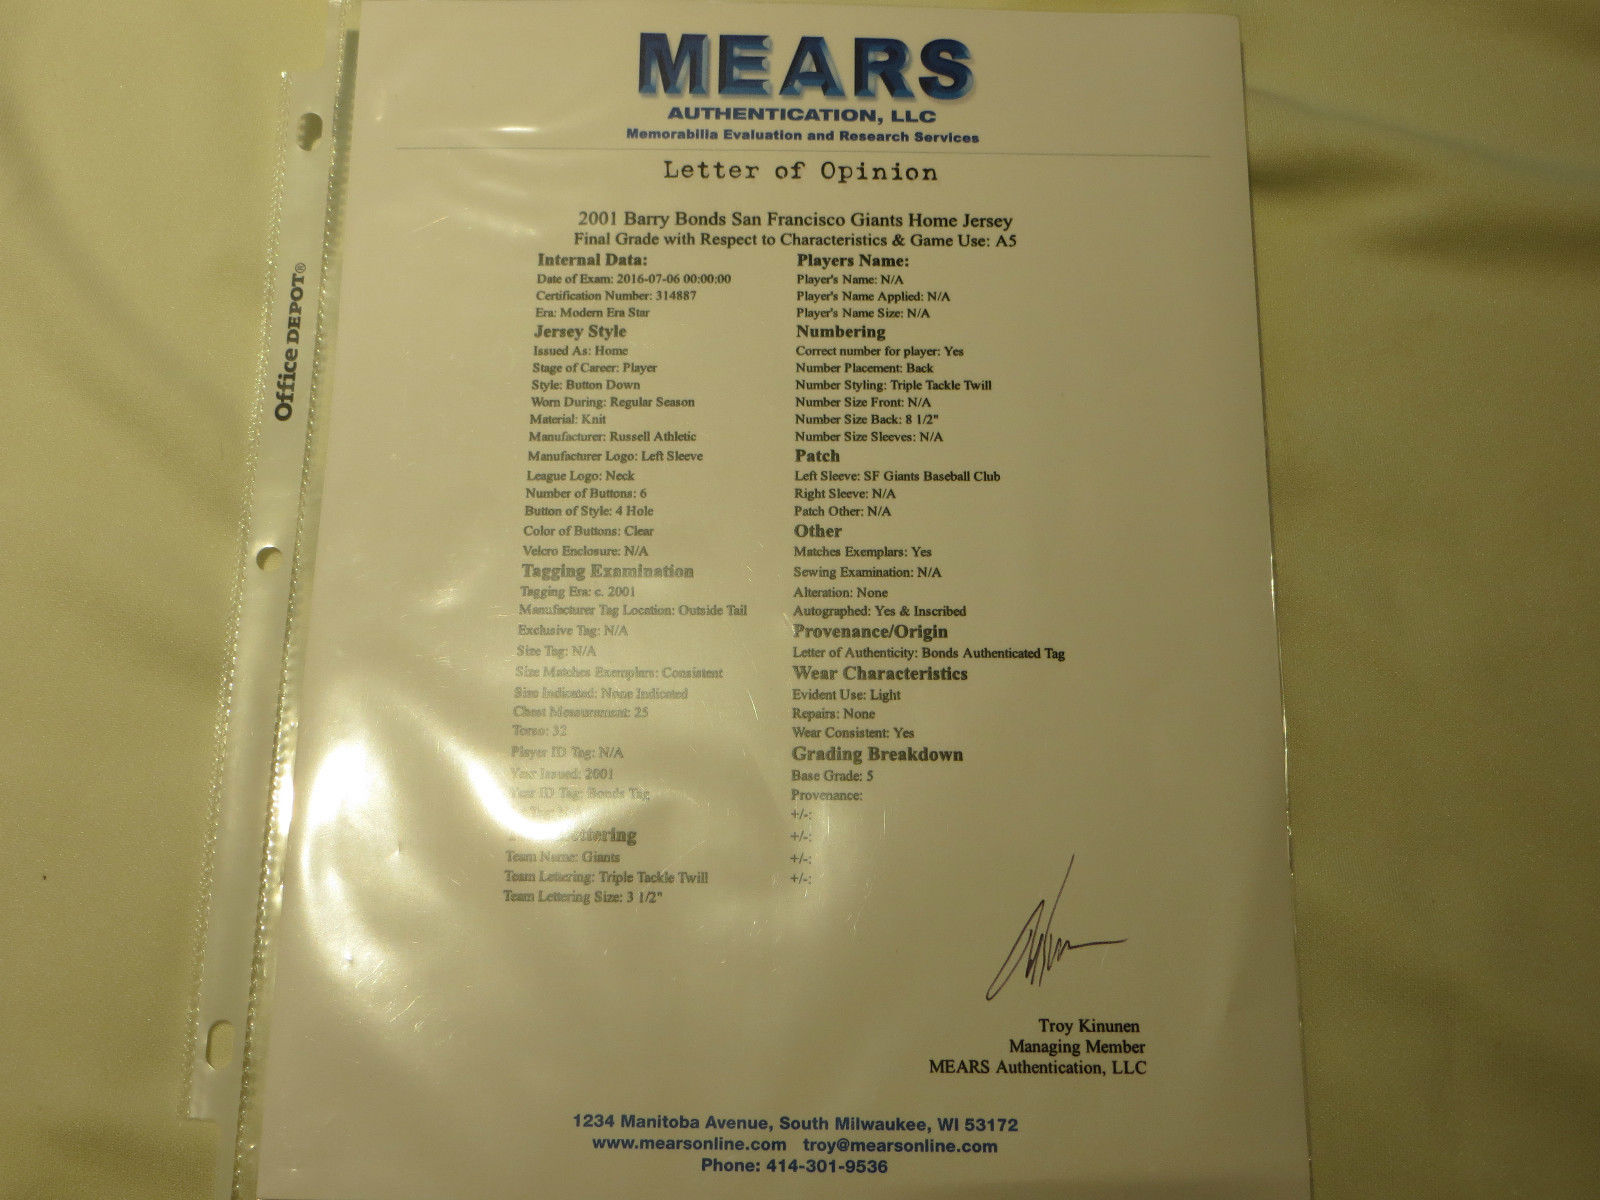 MEARS
AUTHENTICATION, LLC
Memorabilia Evaluation and Research Services
Letter of Opinion
2001 Barry Bonds San Francisco Giants Home Jersey
Final Grade with Respect to Characteristics & Game Use: A5
Internal Data:
Date of Exam: 2016-07-06 00:00:00
Certification Number: 314887
Era: Modern Era Star
Jersey Style
Issued As: Home
Stage of Career: Player
Style: Button Down
Worn During: Regular Season
Material: Knit
Manufacturer: Russell Athletic
Manufacturer Logo: Left Sleeve
League Logo: Neck
Number of Buttons: 6
Button of Style: 4 Hole
Color of Buttons: Clear
Velcro Enclosure: N/A
Tagging Examination
Tagging Era: c. 2001
Manufacturer Tag Location: Outside Tail
Exclusive Tag: N/A
Size Tag: N/A
Size Matches Exemplars: Consistent
Size Indicated: None Indicated
Chest Measurement: 25
Torso: 32
Player ID Tag: N/A
Year Issued: 2001
Year ID Tag: Bonds Tag
Team Name: Giants
Team Lettering: Triple Tackle Twill
Team Lettering Size: 3 1/2"
Players Name:
Player's Name: N/A
Player's Name Applied: N/A
Player's Name Size: N/A
Numbering
Correct number for player: Yes
Number Placement: Back
Number Styling: Triple Tackle Twill
Number Size Front: N/A
Number Size Back: 8 1/2"
Number Size Sleeves: N/A
Patch
Left Sleeve: SF Giants Baseball Club
Right Sleeve: N/A
Patch Other: N/A
Other
Matches Exemplars: Yes
Sewing Examination: N/A
Alteration: None
Autographed: Yes & Inscribed
Provenance/Origin
Letter of Authenticity: Bonds Authenticated Tag
Wear Characteristics
Evident Use: Light
Repairs: None
Wear Consistent: Yes
Grading Breakdown
Base Grade: 5
Provenance:
+/-:
+/-:
+/-:
+/-:
Troy Kinunen
Managing Member
MEARS Authentication, LLC
1234 Manitoba Avenue, South Milwaukee, WI 53172
www.mearsonline.com troy@mearsonline.com
Phone: 414-301-9536
Office DEPOT®